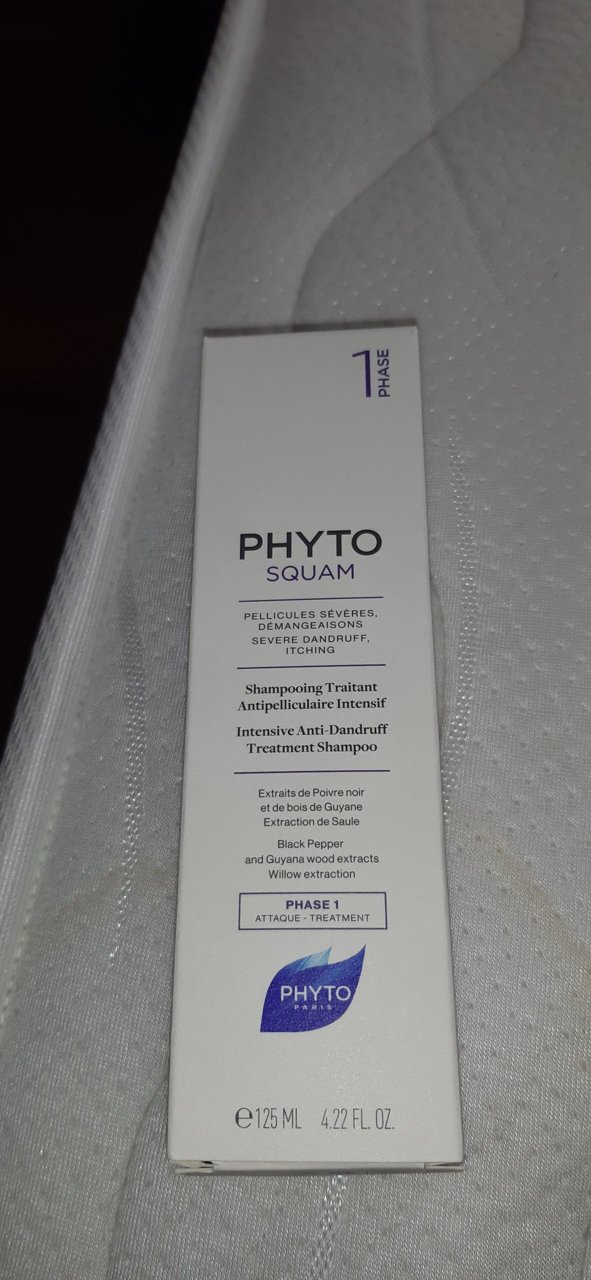 1
PHASE
PHYTO
SQUAM
PELLICULES SÉVÈRES,
DÉMANGEAISONS
SEVERE DANDRUFF,
ITCHING
Shampooing Traitant
Antipelliculaire Intensif
Intensive Anti-Dandruff
Treatment Shampoo
Extraits de Poivre noir
et de bois de Guyane
Extraction de Saule
Black Pepper
and Guyana wood extracts
Willow extraction
PHASE 1
ATTAQUE - TREATMENT
PHYTO
PARIS
℮125 ML 4.22 FL. OZ.